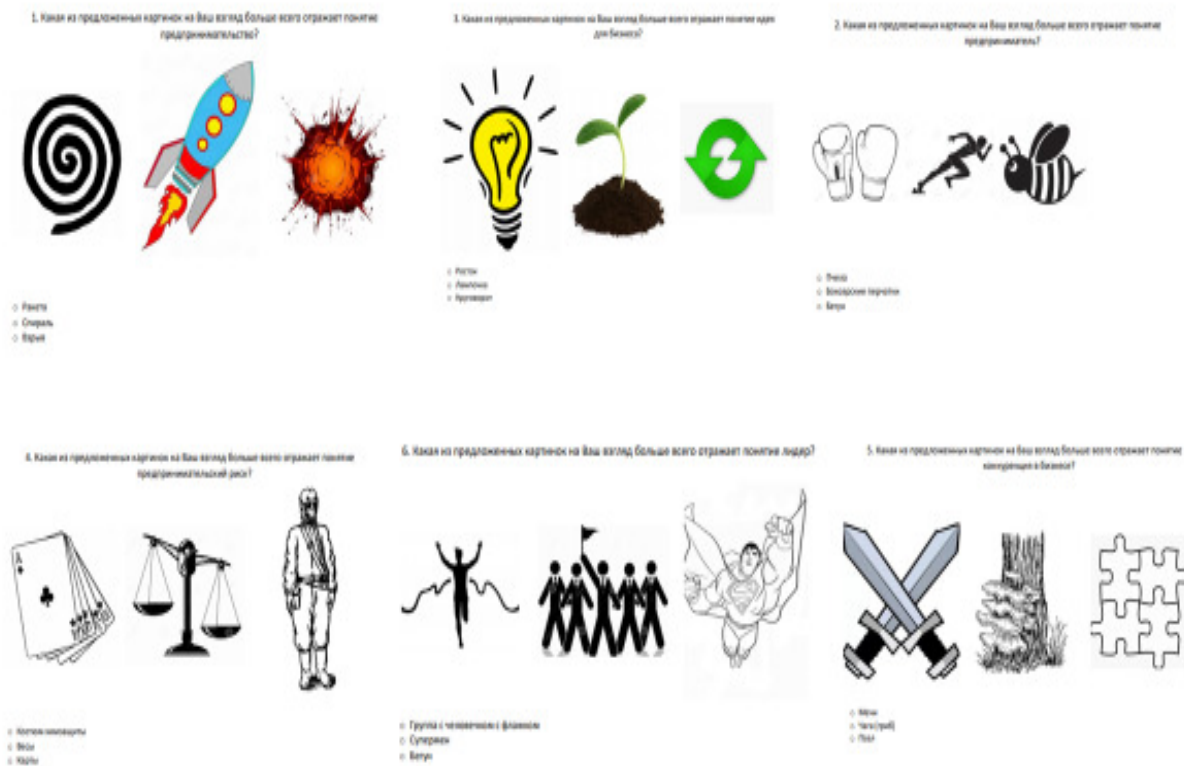 1. Какая из предложенных картинок на Ваш взгляд больше всего отражает понятие
предпринимательство?
○ Ракета
○ Спираль
○ Взрыв
3. Какая из предложенных картинок на Ваш взгляд больше всего отражает понятие идея
для бизнеса?
○ Росток
○ Лампочка
○ Круговорот
2. Какая из предложенных картинок на Ваш взгляд больше всего отражает понятие
предприниматель?
○ Пчела
○ Боксерские перчатки
○ Бегун
4. Какая из предложенных картинок на Ваш взгляд больше всего отражает понятие
предпринимательский риск?
A
○ Костюм химзащиты
○ Весы
○ Карты
6. Какая из предложенных картинок на Ваш взгляд больше всего отражает понятие лидер?
S
○ Группа с человечком с флажком
○ Супермен
○ Бегун
5. Какая из предложенных картинок на Ваш взгляд больше всего отражает понятие
конкуренция в бизнесе?
○ Мечи
○ Чага (гриб)
○ Пазл